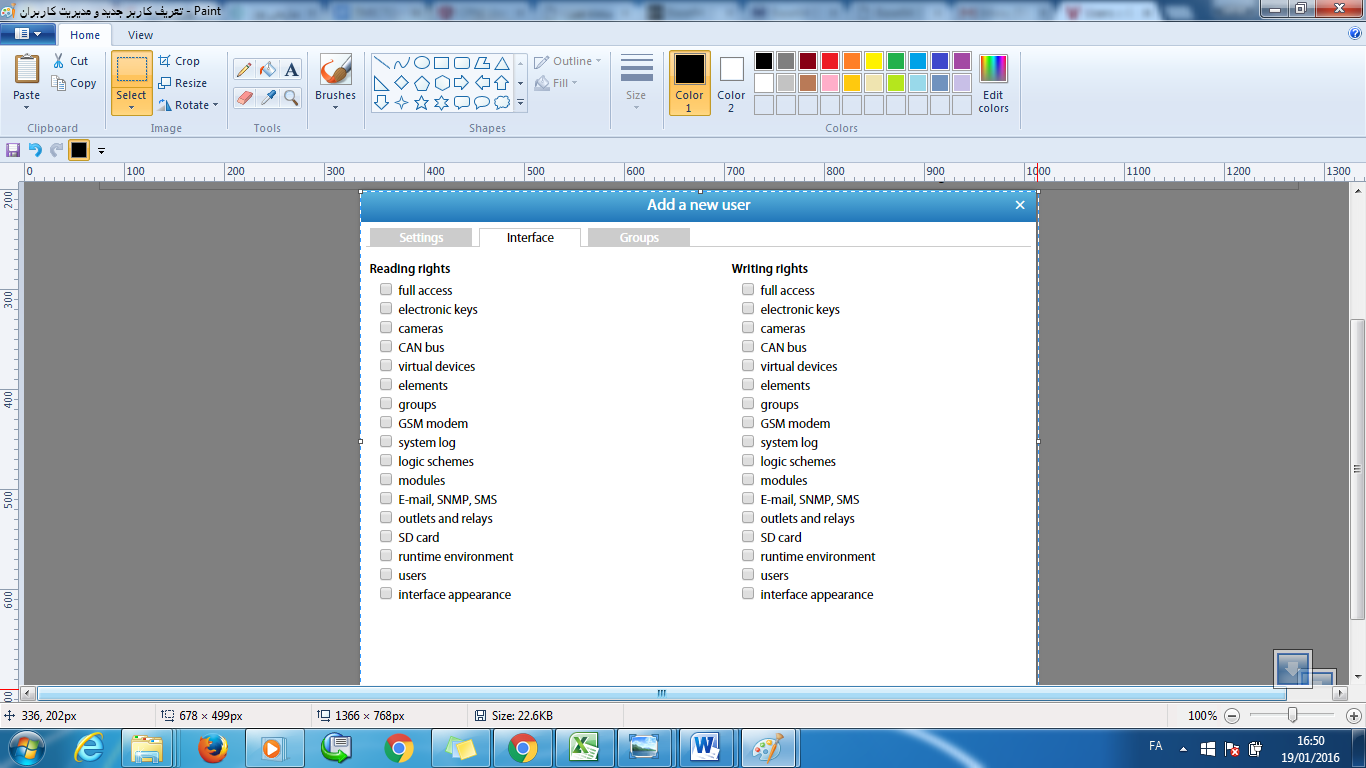 تعریف کاربر جدید و مدیریت کاربران - Paint
Home View
Paste
Cut
Copy
Clipboard
Select
Crop
Resize
Rotate
Image
A
Tools
Brushes
Outline
Fill
Shapes
Size
Color 1
Color 2
Edit colors
Colors
0 100 200 300 400 500 600 700 800 900 1000 1100 1200 1300
200
300
400
500
600
Add a new user
Settings Interface Groups
Reading rights
full access
electronic keys
cameras
CAN bus
virtual devices
elements
groups
GSM modem
system log
logic schemes
modules
E-mail, SNMP, SMS
outlets and relays
SD card
runtime environment
users
interface appearance
Writing rights
full access
electronic keys
cameras
CAN bus
virtual devices
elements
groups
GSM modem
system log
logic schemes
modules
E-mail, SNMP, SMS
outlets and relays
SD card
runtime environment
users
interface appearance
336, 202px 678 × 499px 1366 × 768px Size: 22.6KB 100%
FA 16:50
19/01/2016